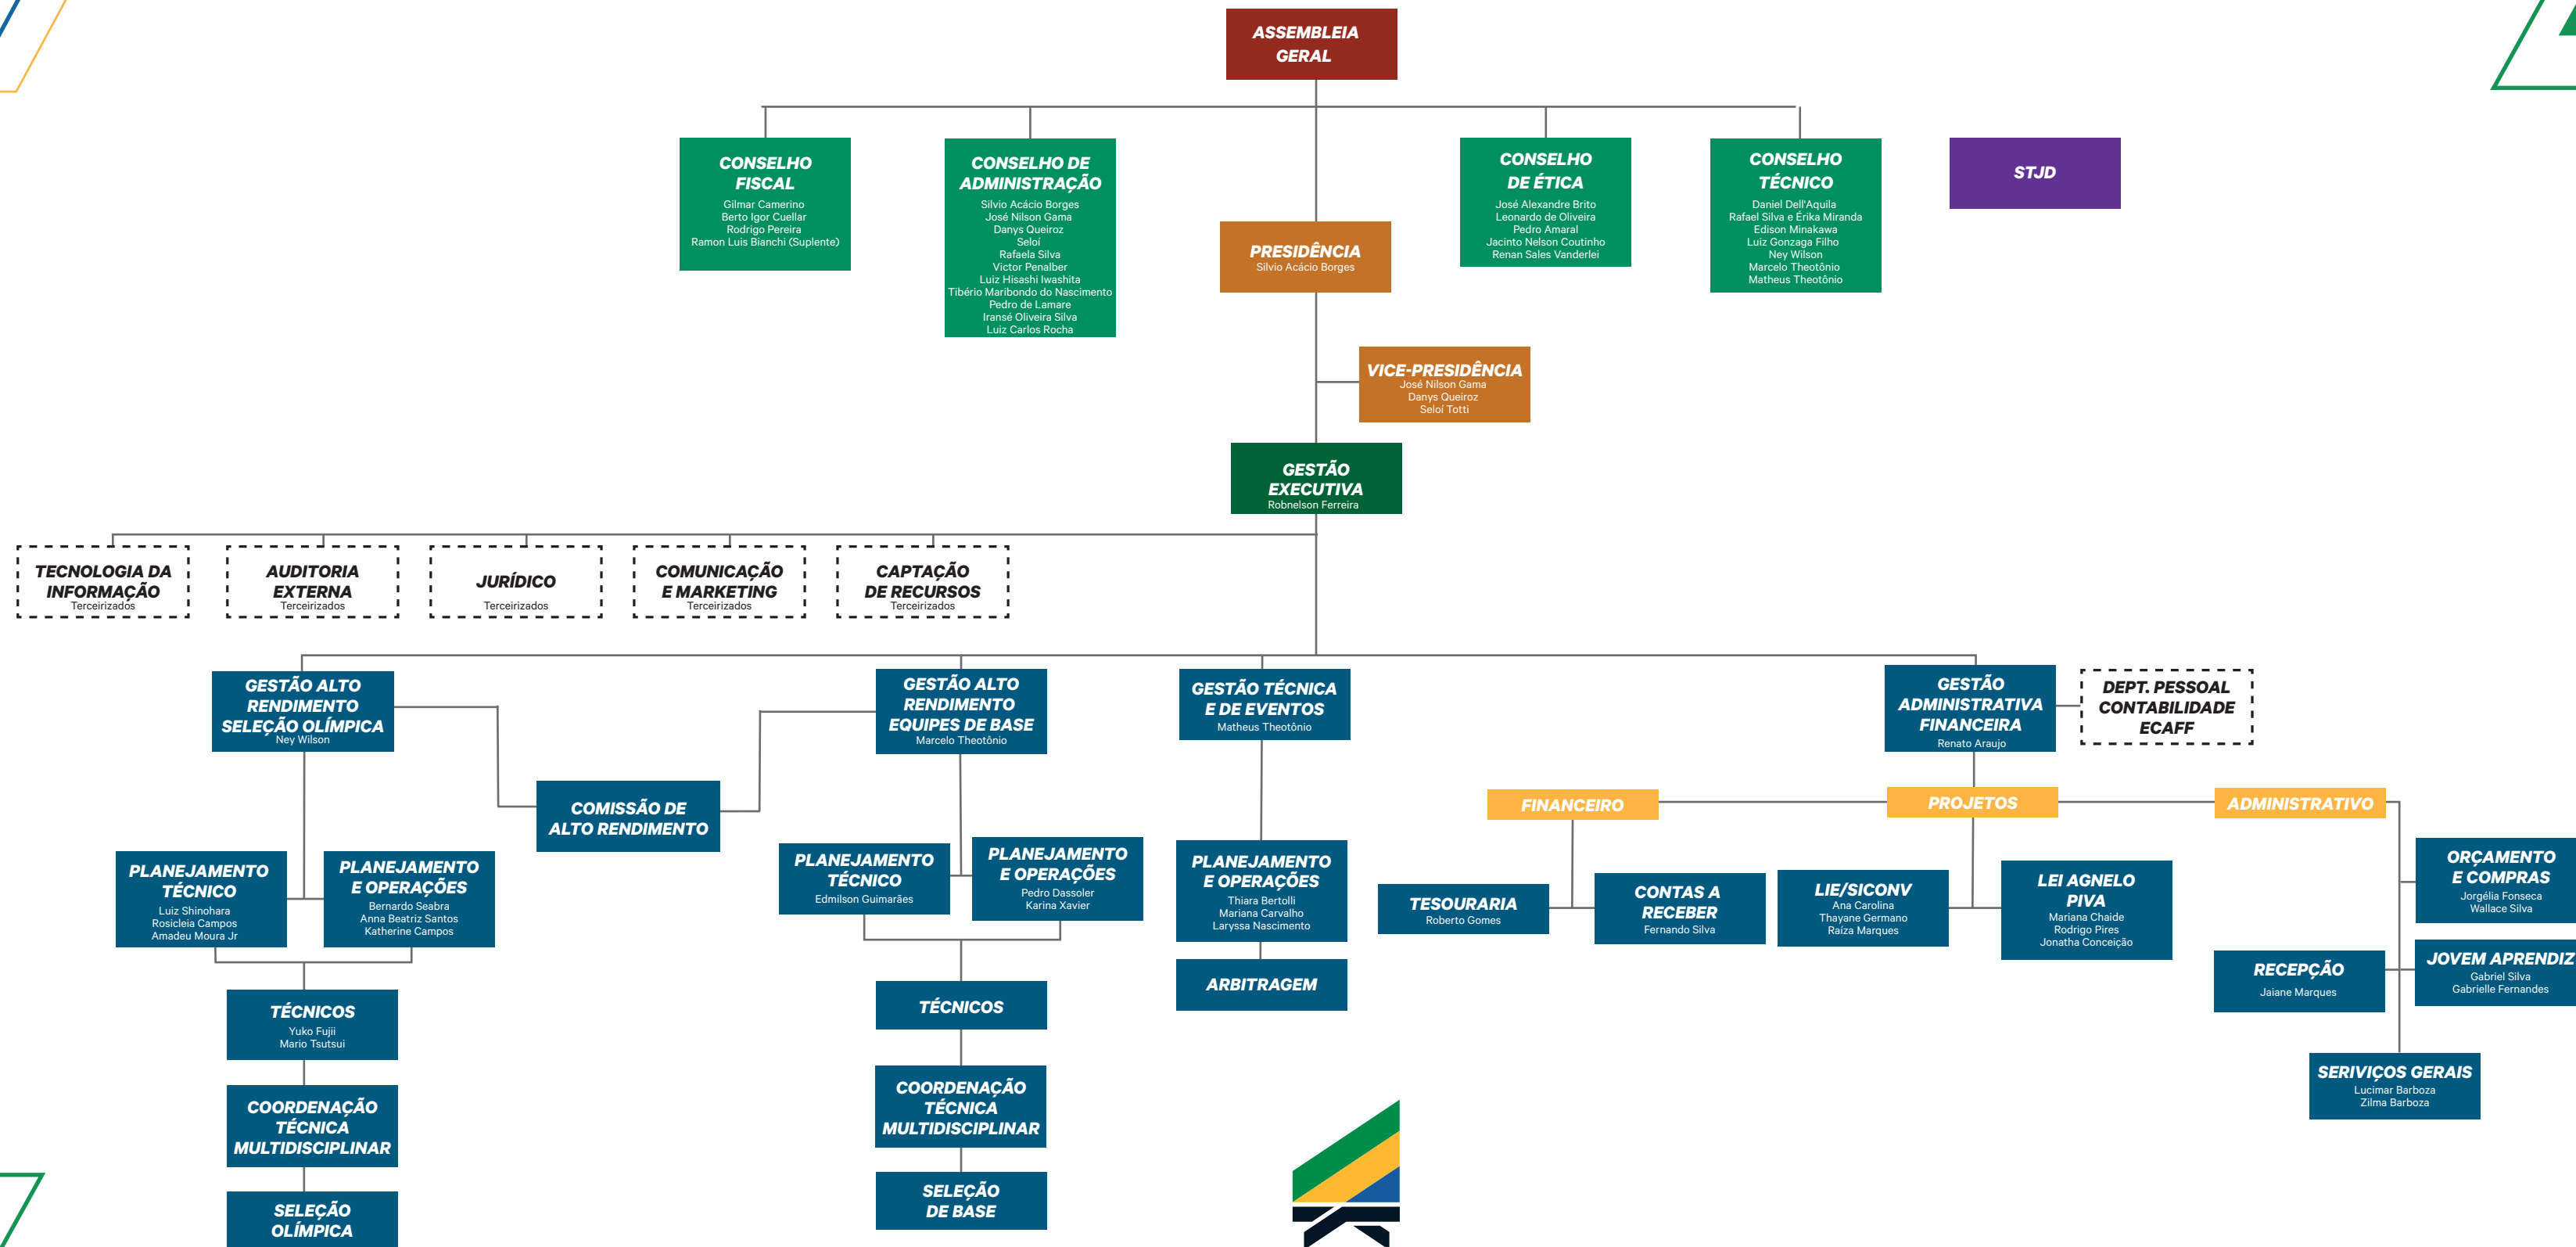 ASSEMBLEIA
GERAL
CONSELHO
FISCAL
Gilmar Camerino
Berto Igor Cuellar
Rodrigo Pereira
Ramon Luis Bianchi (Suplente)
CONSELHO DE
ADMINISTRAÇÃO
Silvio Acácio Borges
José Nilson Gama
Danys Queiroz
Seloí
Rafaela Silva
Victor Penalber
Luiz Hisashi Iwashita
Tibério Maribondo do Nascimento
Pedro de Lamare
Iransé Oliveira Silva
Luiz Carlos Rocha
PRESIDÊNCIA
Silvio Acácio Borges
CONSELHO
DE ÉTICA
José Alexandre Brito
Leonardo de Oliveira
Pedro Amaral
Jacinto Nelson Coutinho
Renan Sales Vanderlei
CONSELHO
TÉCNICO
Daniel Dell'Aquila
Rafael Silva e Érika Miranda
Edison Minakawa
Luiz Gonzaga Filho
Ney Wilson
Marcelo Theotônio
Matheus Theotônio
STJD
VICE-PRESIDÊNCIA
José Nilson Gama
Danys Queiroz
Seloí Totti
GESTÃO
EXECUTIVA
Robnelson Ferreira
TECNOLOGIA DA
INFORMAÇÃO
Terceirizados
AUDITORIA
EXTERNA
Terceirizados
JURÍDICO
Terceirizados
COMUNICAÇÃO
E MARKETING
Terceirizados
CAPTAÇÃO
DE RECURSOS
Terceirizados
GESTÃO ALTO
RENDIMENTO
SELEÇÃO OLÍMPICA
Ney Wilson
GESTÃO ALTO
RENDIMENTO
EQUIPES DE BASE
Marcelo Theotônio
GESTÃO TÉCNICA
E DE EVENTOS
Matheus Theotônio
GESTÃO
ADMINISTRATIVA
FINANCEIRA
Renato Araujo
DEPT. PESSOAL
CONTABILIDADE
ECAFF
COMISSÃO DE
ALTO RENDIMENTO
FINANCEIRO
PROJETOS
ADMINISTRATIVO
PLANEJAMENTO
TÉCNICO
Luiz Shinohara
Rosicleia Campos
Amadeu Moura Jr
PLANEJAMENTO
E OPERAÇÕES
Bernardo Seabra
Anna Beatriz Santos
Katherine Campos
PLANEJAMENTO
TÉCNICO
Edmilson Guimarães
PLANEJAMENTO
E OPERAÇÕES
Pedro Dassoler
Karina Xavier
PLANEJAMENTO
E OPERAÇÕES
Thiara Bertolli
Mariana Carvalho
Laryssa Nascimento
TESOURARIA
Roberto Gomes
CONTAS A
RECEBER
Fernando Silva
LIE/SICONV
Ana Carolina
Thayane Germano
Raíza Marques
LEI AGNELO
PIVA
Mariana Chaide
Rodrigo Pires
Jonatha Conceição
ORÇAMENTO
E COMPRAS
Jorgélia Fonseca
Wallace Silva
RECEPÇÃO
Jaiane Marques
JOVEM APRENDIZ
Gabriel Silva
Gabrielle Fernandes
SERIVIÇOS GERAIS
Lucimar Barboza
Zilma Barboza
ARBITRAGEM
TÉCNICOS
Yuko Fujii
Mario Tsutsui
TÉCNICOS
COORDENAÇÃO
TÉCNICA
MULTIDISCIPLINAR
COORDENAÇÃO
TÉCNICA
MULTIDISCIPLINAR
SELEÇÃO
OLÍMPICA
SELEÇÃO
DE BASE